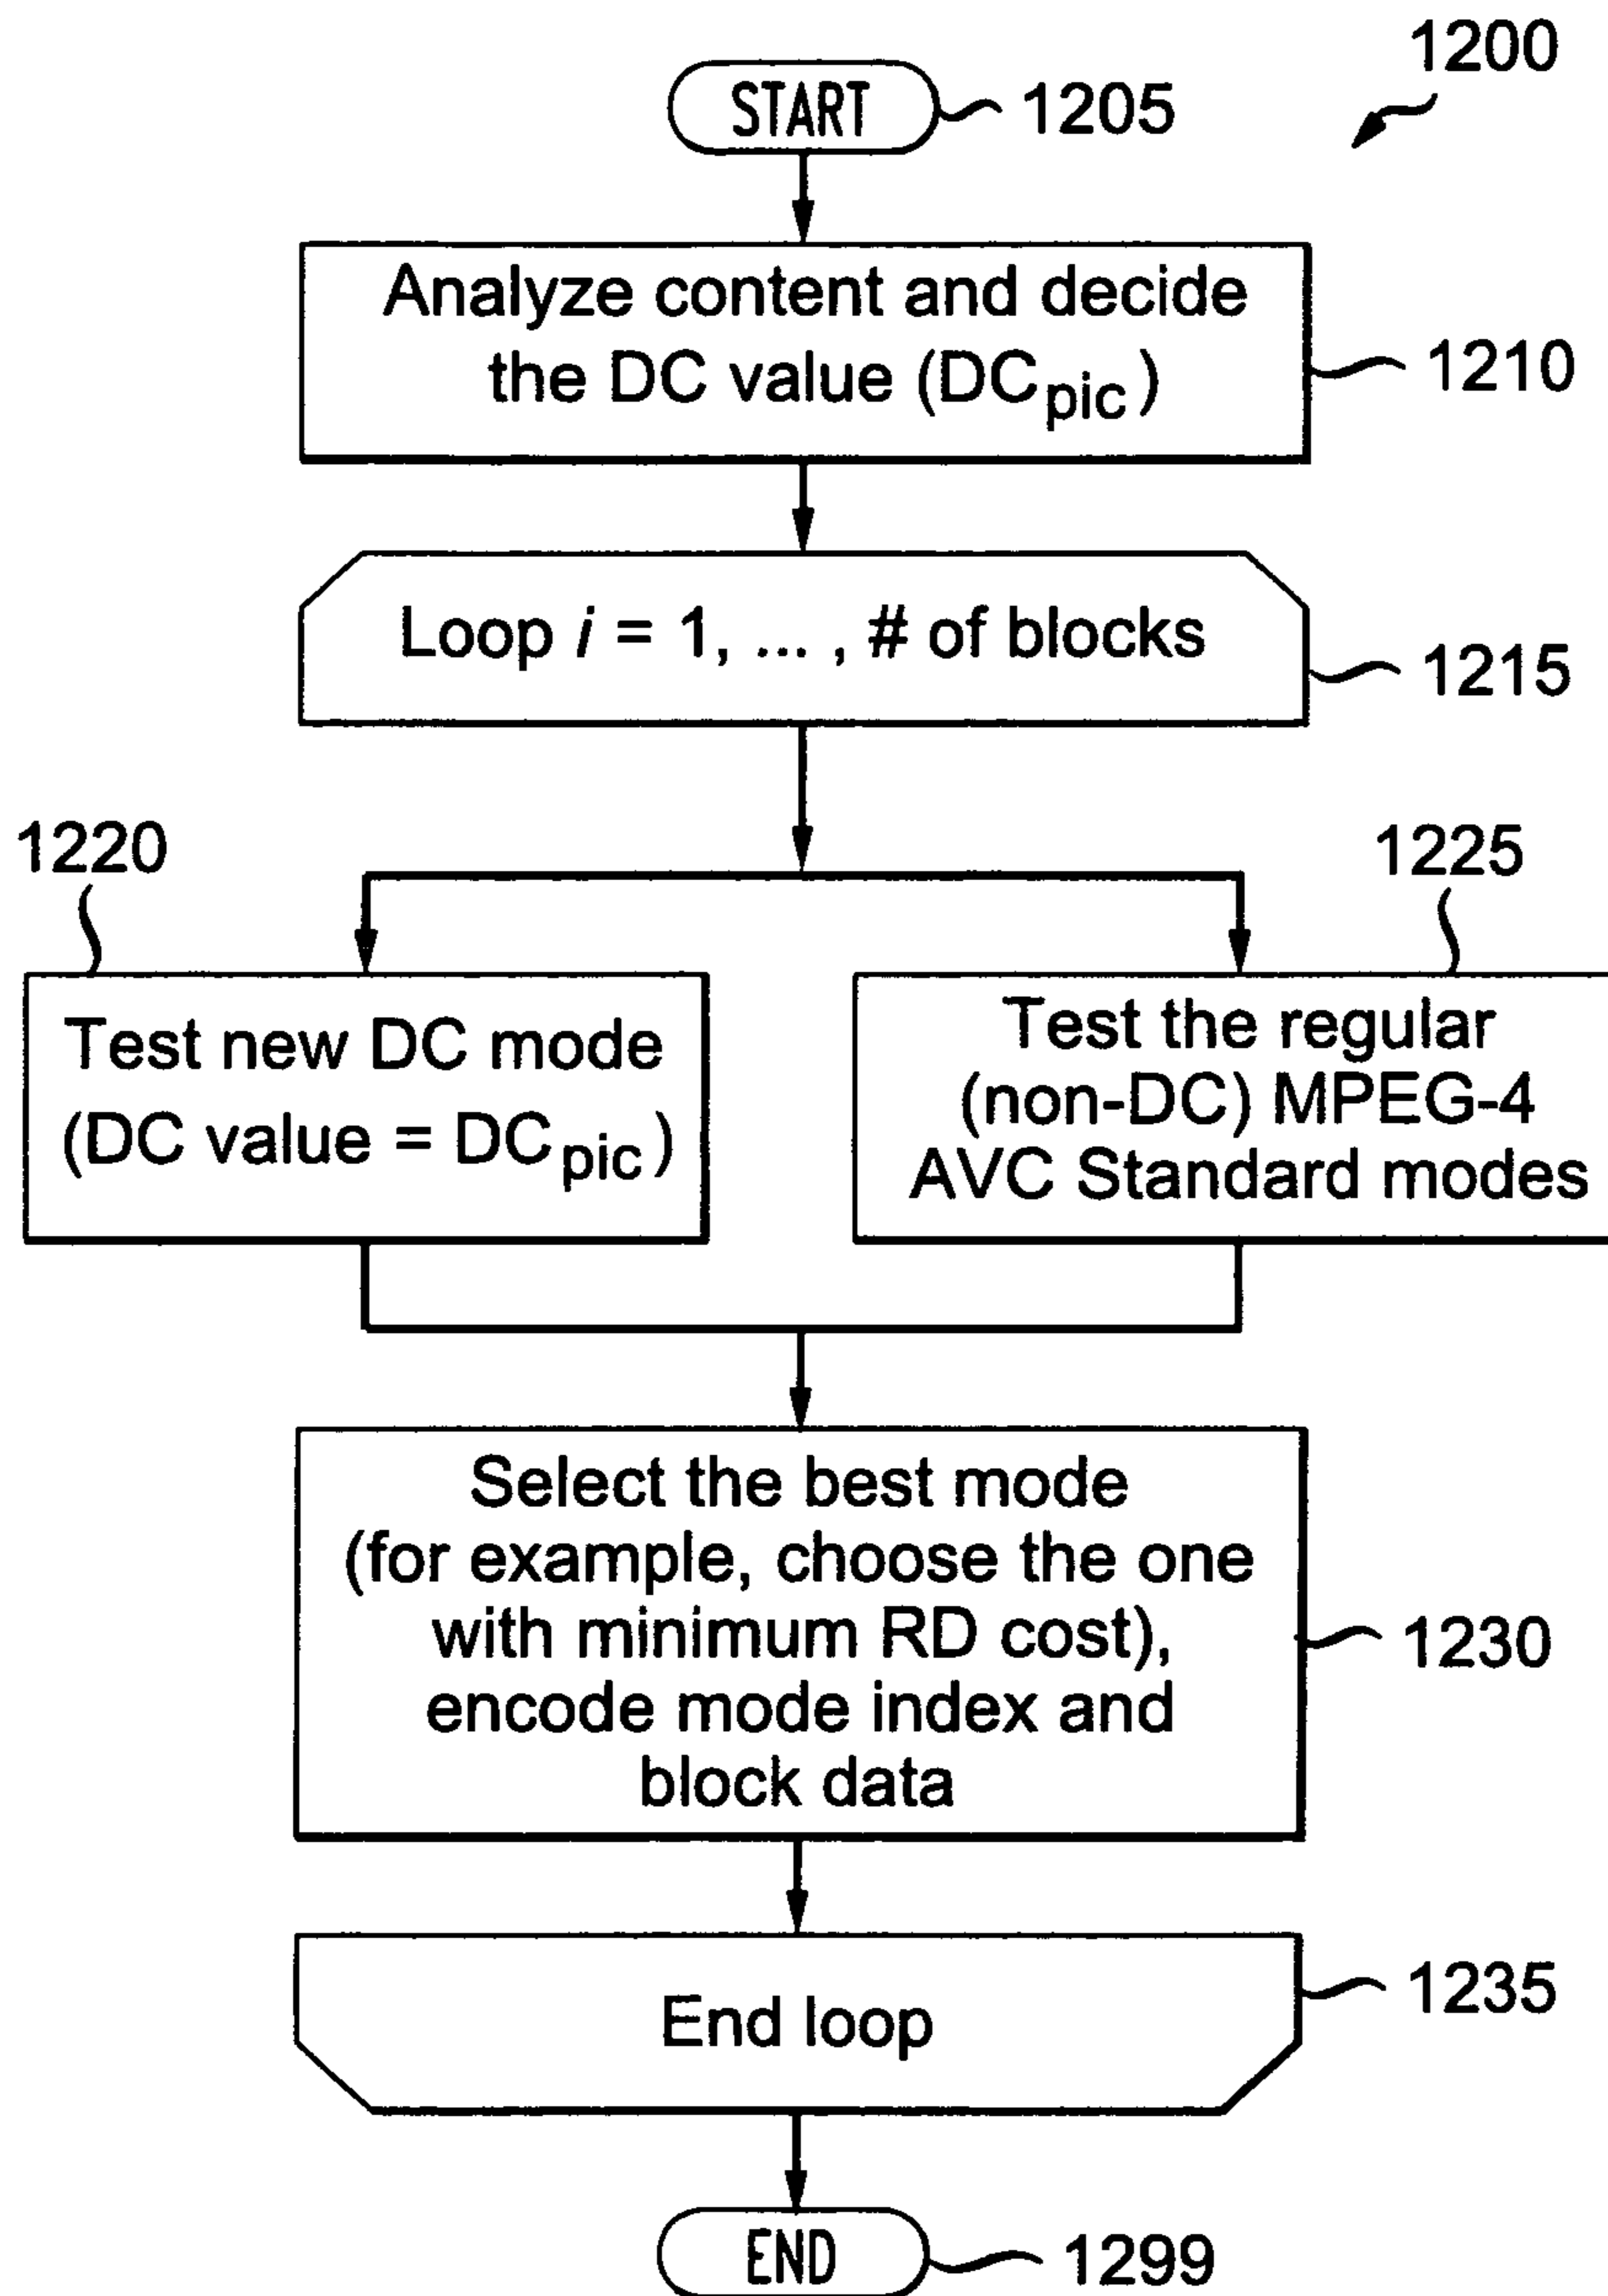 1200
START
1205
Analyze content and decide
the DC value (DCpic)
1210
Loop i = 1, ... , # of blocks
1215
1220
1225
Test new DC mode
(DC value = DCpic)
Test the regular
(non-DC) MPEG-4
AVC Standard modes
Select the best mode
(for example, choose the one
with minimum RD cost),
encode mode index and
block data
1230
End loop
1235
END
1299